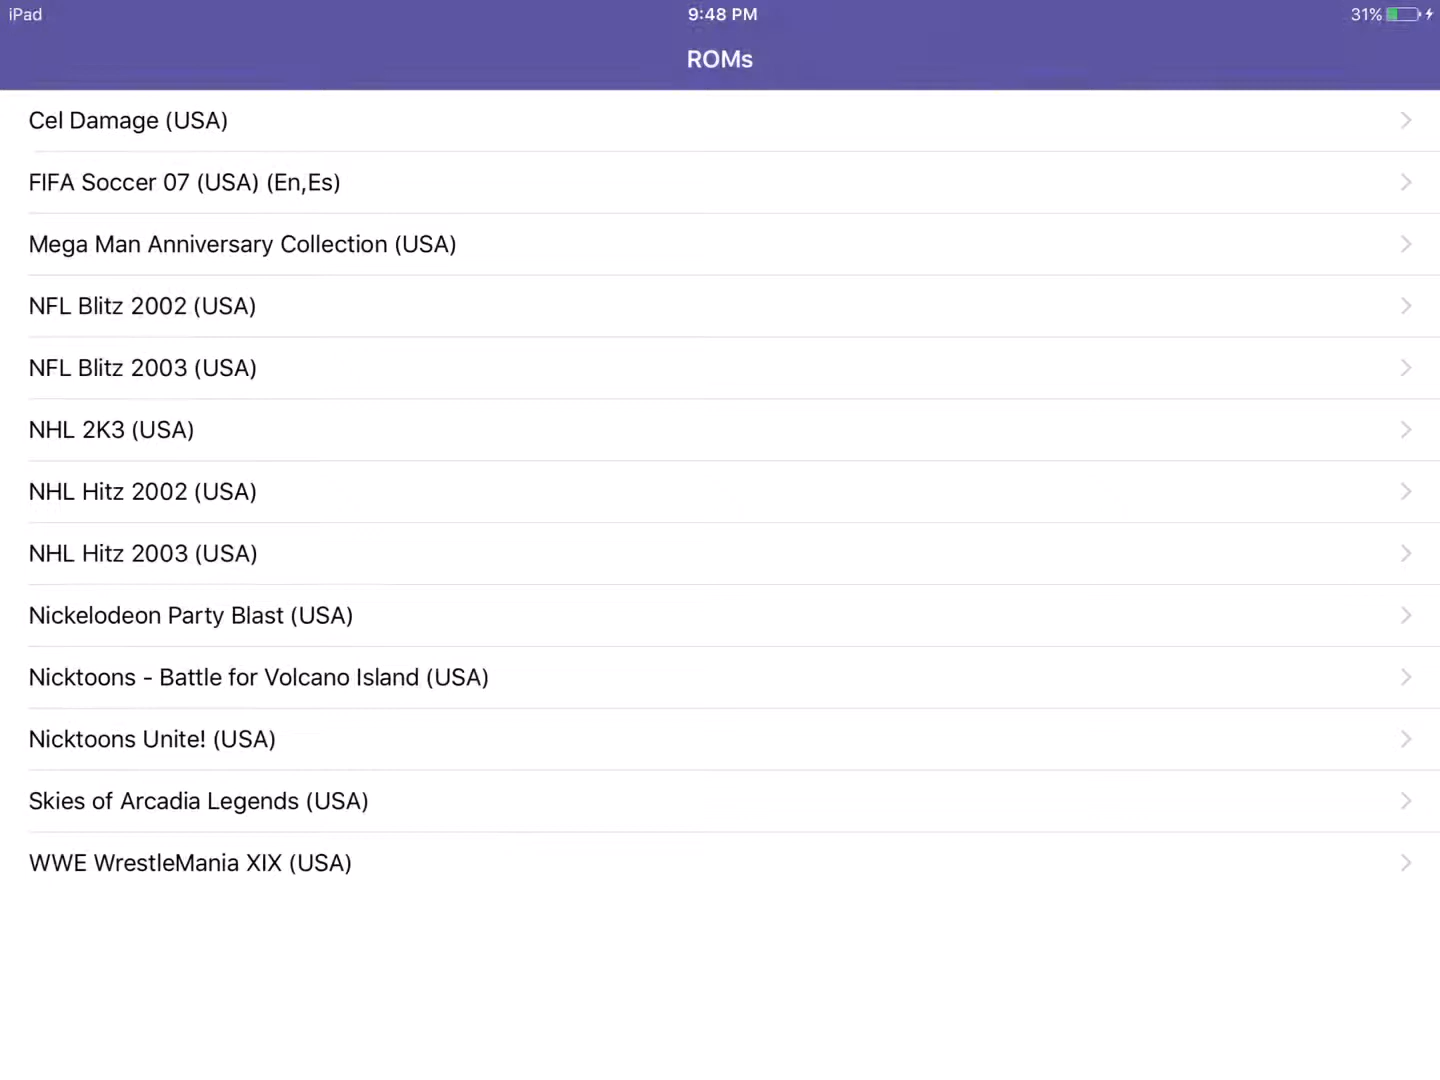 iPad
9:48 PM
31%
ROMs
Cel Damage (USA)
FIFA Soccer 07 (USA) (En,Es)
Mega Man Anniversary Collection (USA)
NFL Blitz 2002 (USA)
NFL Blitz 2003 (USA)
NHL 2K3 (USA)
NHL Hitz 2002 (USA)
NHL Hitz 2003 (USA)
Nickelodeon Party Blast (USA)
Nicktoons - Battle for Volcano Island (USA)
Nicktoons Unite! (USA)
Skies of Arcadia Legends (USA)
WWE WrestleMania XIX (USA)